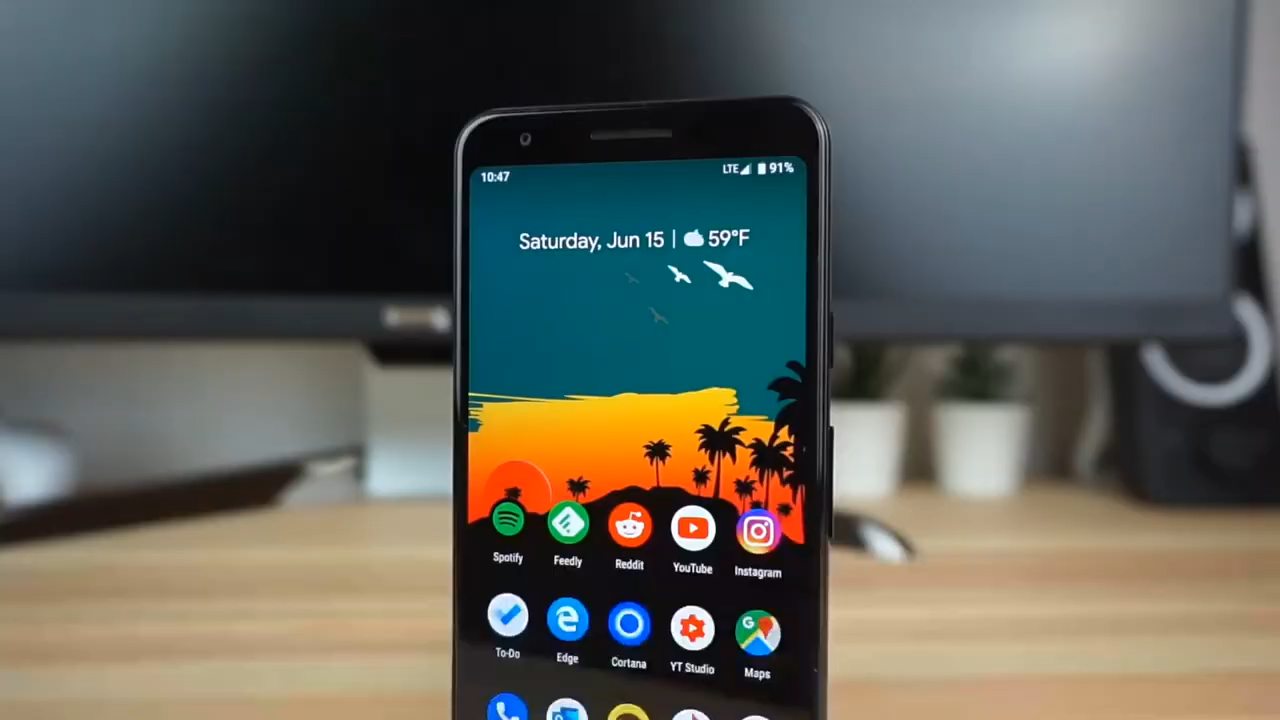 10:47 LTE 91%
Saturday, Jun 15 | 59°F
Spotify Feedly Reddit YouTube Instagram
To-Do Edge Cortana YT Studio Maps